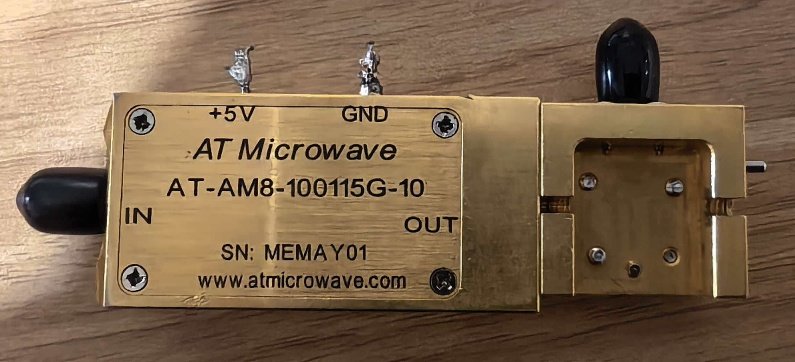 +5V GND
AT Microwave
AT-AM8-100115G-10
IN
OUT
SN: MEMAY01
www.atmicrowave.com